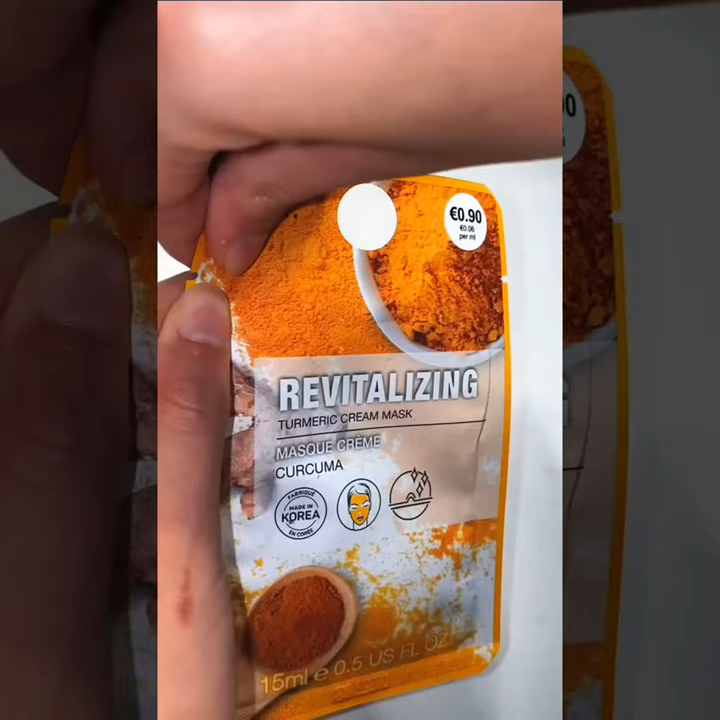 €0.90
€0.06
per ml
REVITALIZING
TURMERIC CREAM MASK
MASQUE CRÈME
CURCUMA
FABRIQUÉ
MADE IN
KOREA
EN CORÉE
15ml e 0.5 US FL. OZ